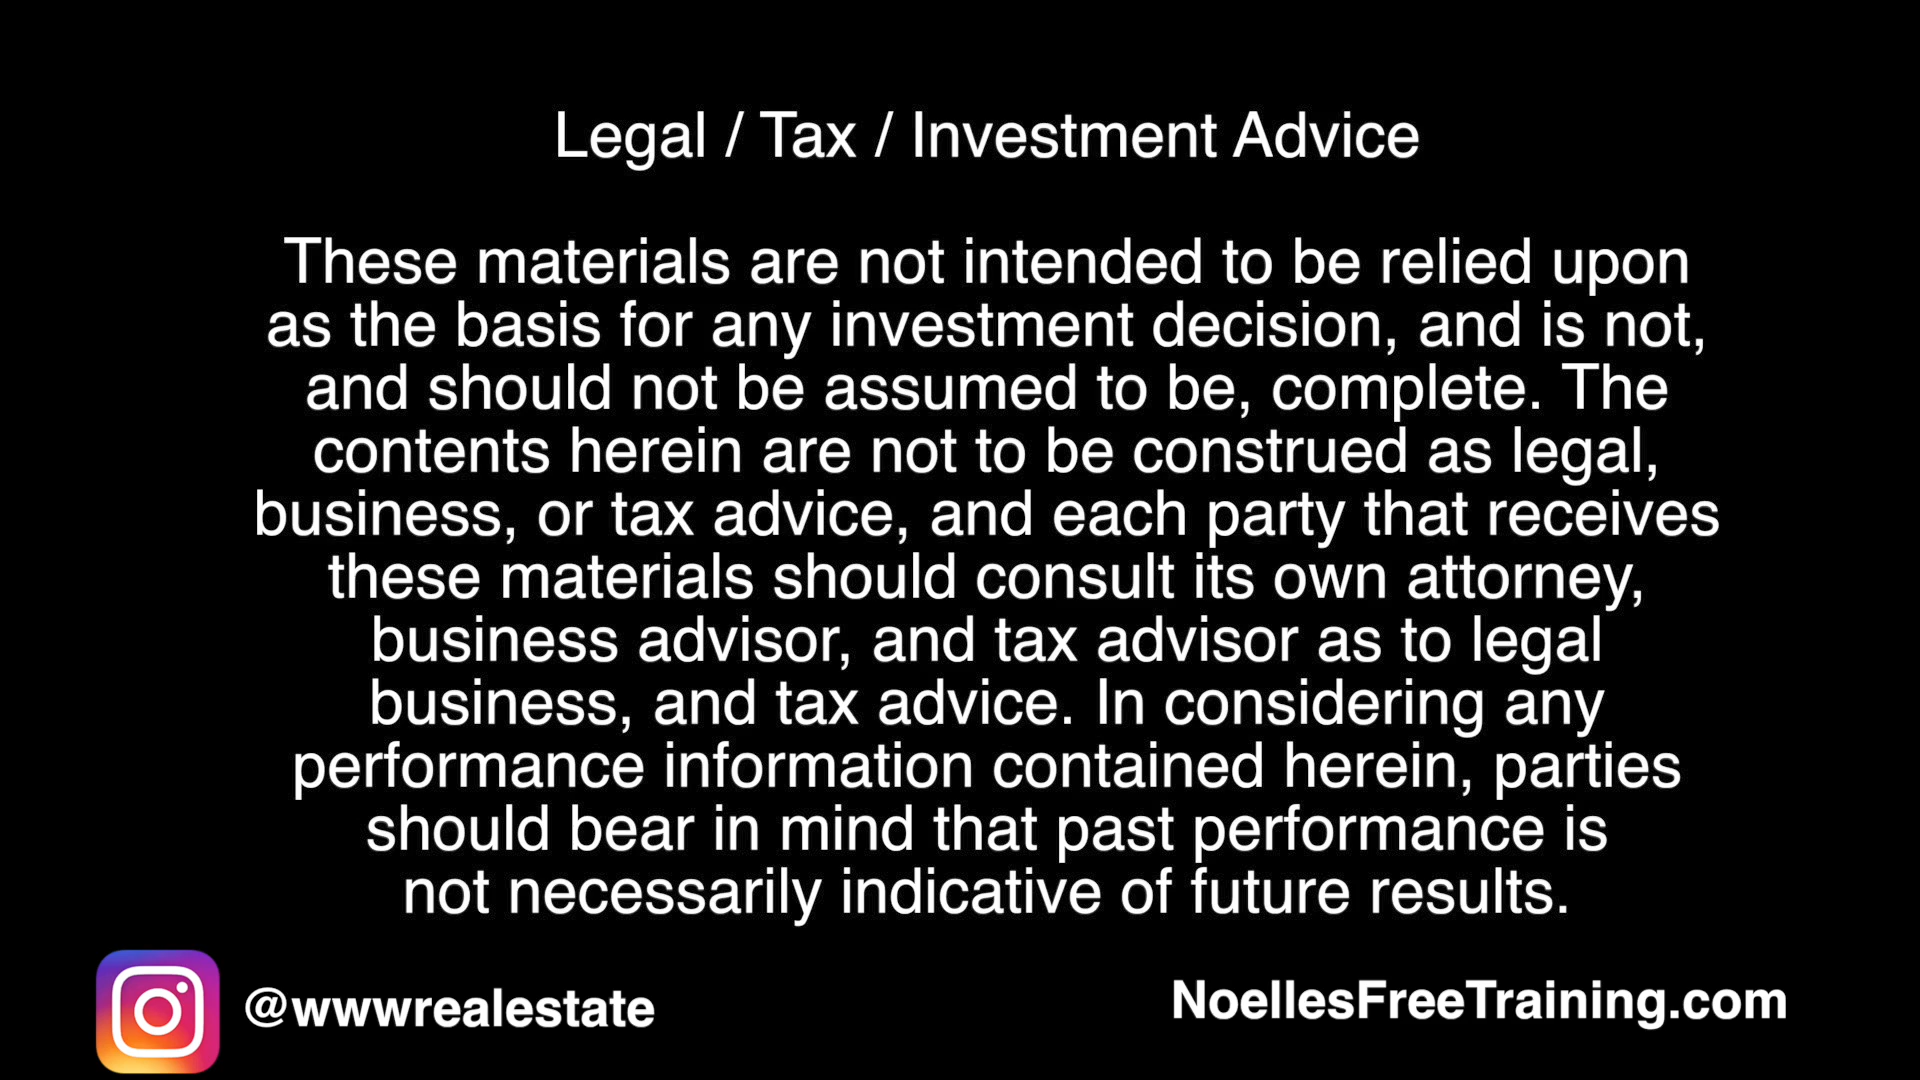 Legal / Tax / Investment Advice
These materials are not intended to be relied upon
as the basis for any investment decision, and is not,
and should not be assumed to be, complete. The
contents herein are not to be construed as legal,
business, or tax advice, and each party that receives
these materials should consult its own attorney,
business advisor, and tax advisor as to legal
business, and tax advice. In considering any
performance information contained herein, parties
should bear in mind that past performance is
not necessarily indicative of future results.
@wwwrealestate
NoellesFreeTraining.com